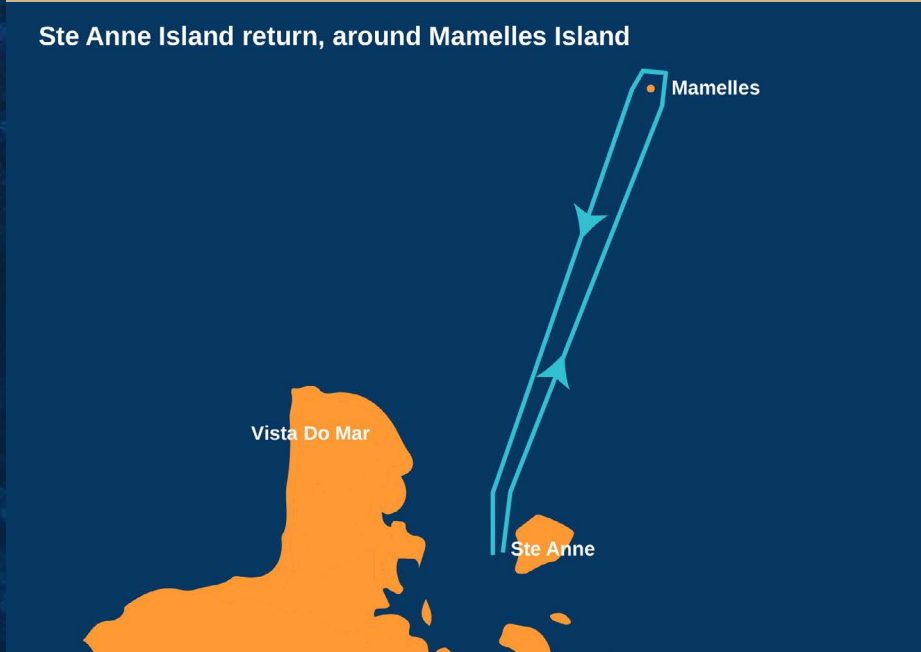 Ste Anne Island return, around Mamelles Island
Mamelles
Vista Do Mar
Ste Anne